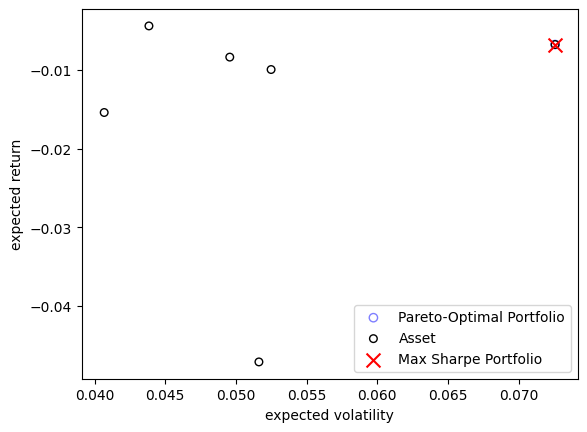 −0.01
−0.02
−0.03
−0.04
expected return
Pareto-Optimal Portfolio
Asset
Max Sharpe Portfolio
0.040 0.045 0.050 0.055 0.060 0.065 0.070
expected volatility